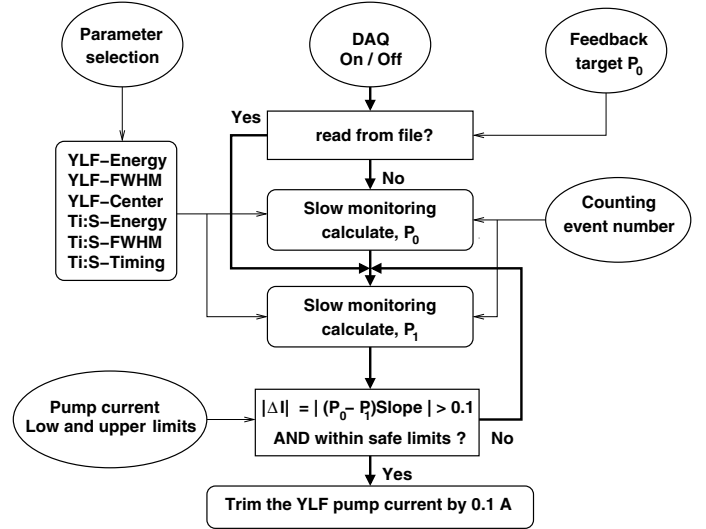 Parameter
selection
DAQ
On / Off
Feedback
target P0
Yes
read from file?
No
YLF−Energy
YLF−FWHM
YLF−Center
Ti:S−Energy
Ti:S−FWHM
Ti:S−Timing
Slow monitoring
calculate, P0
Counting
event number
Slow monitoring
calculate, P1
Pump current
Low and upper limits
|ΔI| = | (P0− P1)Slope | > 0.1
AND within safe limits ?
No
Yes
Trim the YLF pump current by 0.1 A